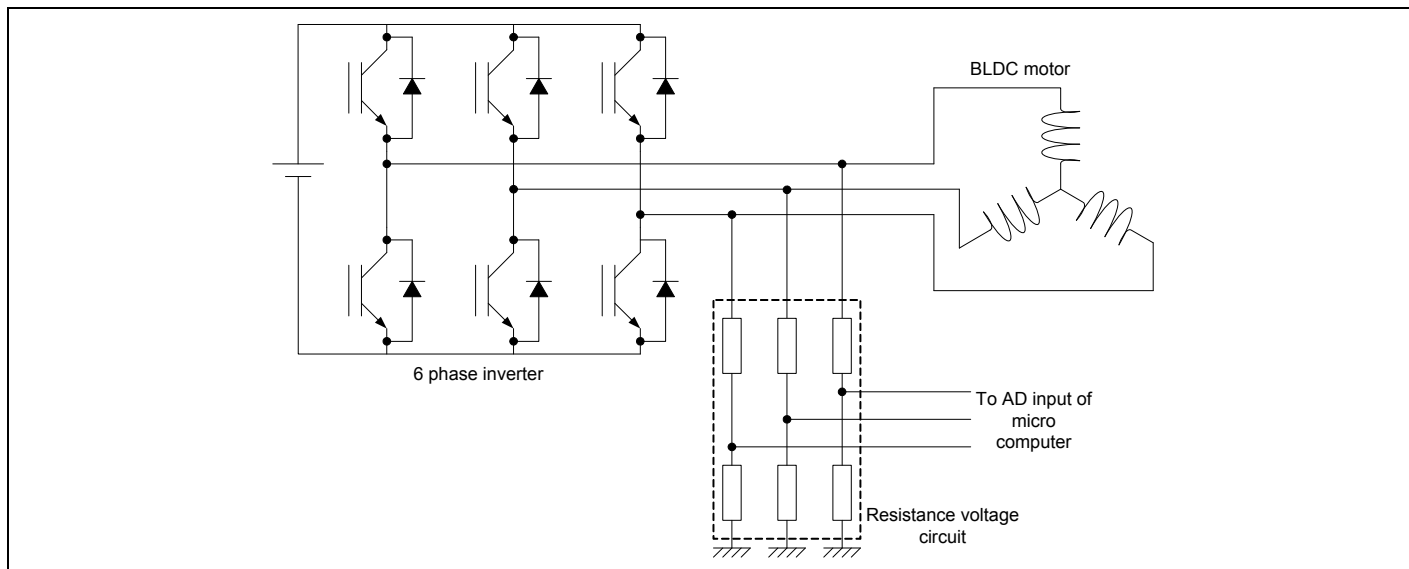 BLDC motor
6 phase inverter
To AD input of
micro
computer
Resistance voltage
circuit